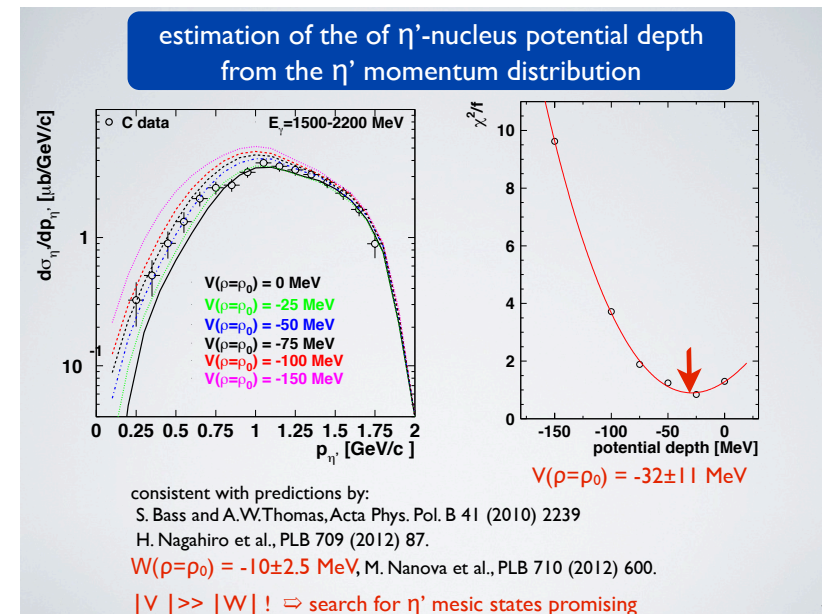 estimation of the of η'-nucleus potential depth
from the η' momentum distribution
dση'/dpη' [μb/GeV/c]
C data
Eγ=1500-2200 MeV
1
10⁻¹
V(ρ=ρ₀) = 0 MeV
V(ρ=ρ₀) = -25 MeV
V(ρ=ρ₀) = -50 MeV
V(ρ=ρ₀) = -75 MeV
V(ρ=ρ₀) = -100 MeV
V(ρ=ρ₀) = -150 MeV
0 0.25 0.5 0.75 1 1.25 1.5 1.75 2
pη' [GeV/c ]
χ²/f
10
8
6
4
2
0
-150 -100 -50 0
potential depth [MeV]
V(ρ=ρ₀) = -32±11 MeV
consistent with predictions by:
S. Bass and A.W.Thomas, Acta Phys. Pol. B 41 (2010) 2239
H. Nagahiro et al., PLB 709 (2012) 87.
W(ρ=ρ₀) = -10±2.5 MeV, M. Nanova et al., PLB 710 (2012) 600.
|V |>> |W| ! ⇨ search for η' mesic states promising